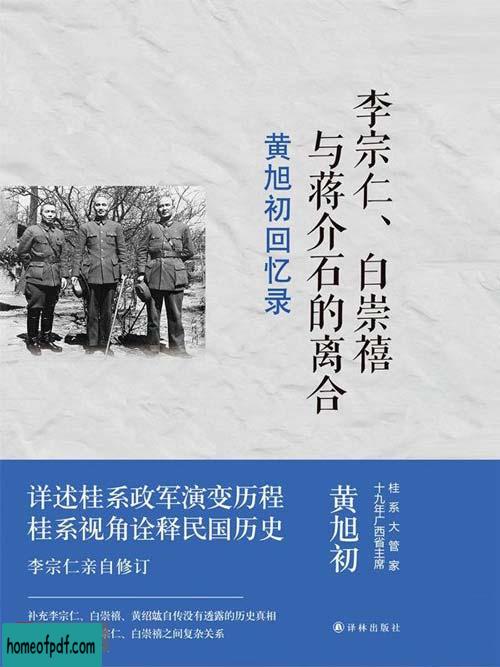 李宗仁、白崇禧
与蒋介石的离合
黄旭初回忆录
桂系大管家
十九年广西省主席
黄旭初
详述桂系政军演变历程
桂系视角诠释民国历史
李宗仁亲自修订
补充李宗仁、白崇禧、黄绍竑自传没有透露的历史真相
宗仁、白崇禧之间复杂关系
译林出版社
homeofpdf.com